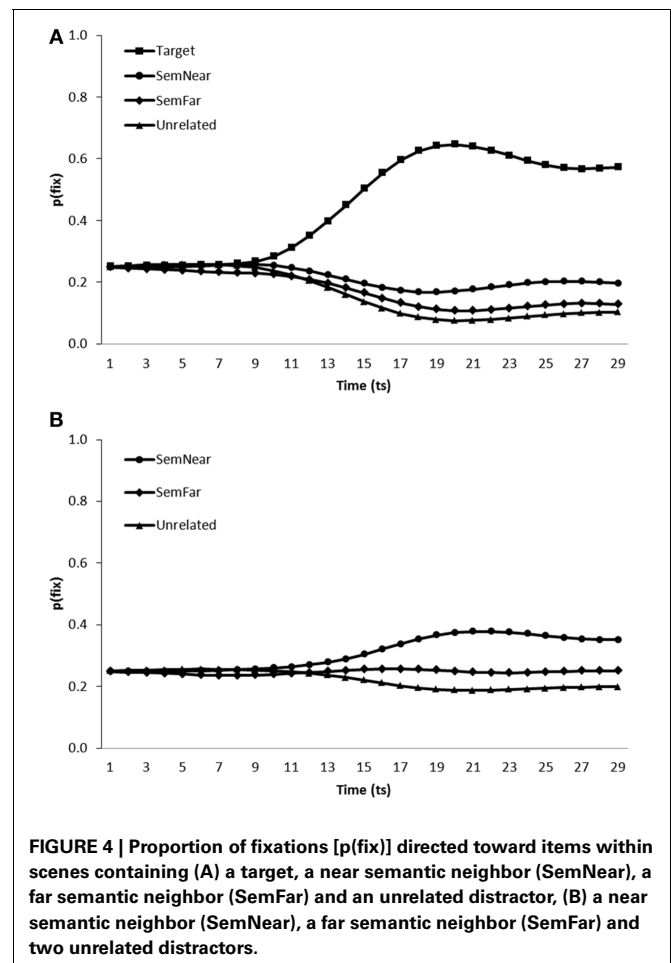 A
1.0
0.8
0.6
0.4
0.2
0.0
p(fix)
Target
SemNear
SemFar
Unrelated
1 3 5 7 9 11 13 15 17 19 21 23 25 27 29
Time (ts)
B
1.0
0.8
0.6
0.4
0.2
0.0
p(fix)
SemNear
SemFar
Unrelated
1 3 5 7 9 11 13 15 17 19 21 23 25 27 29
Time (ts)
FIGURE 4 | Proportion of fixations [p(fix)] directed toward items within
scenes containing (A) a target, a near semantic neighbor (SemNear), a
far semantic neighbor (SemFar) and an unrelated distractor, (B) a near
semantic neighbor (SemNear), a far semantic neighbor (SemFar) and
two unrelated distractors.